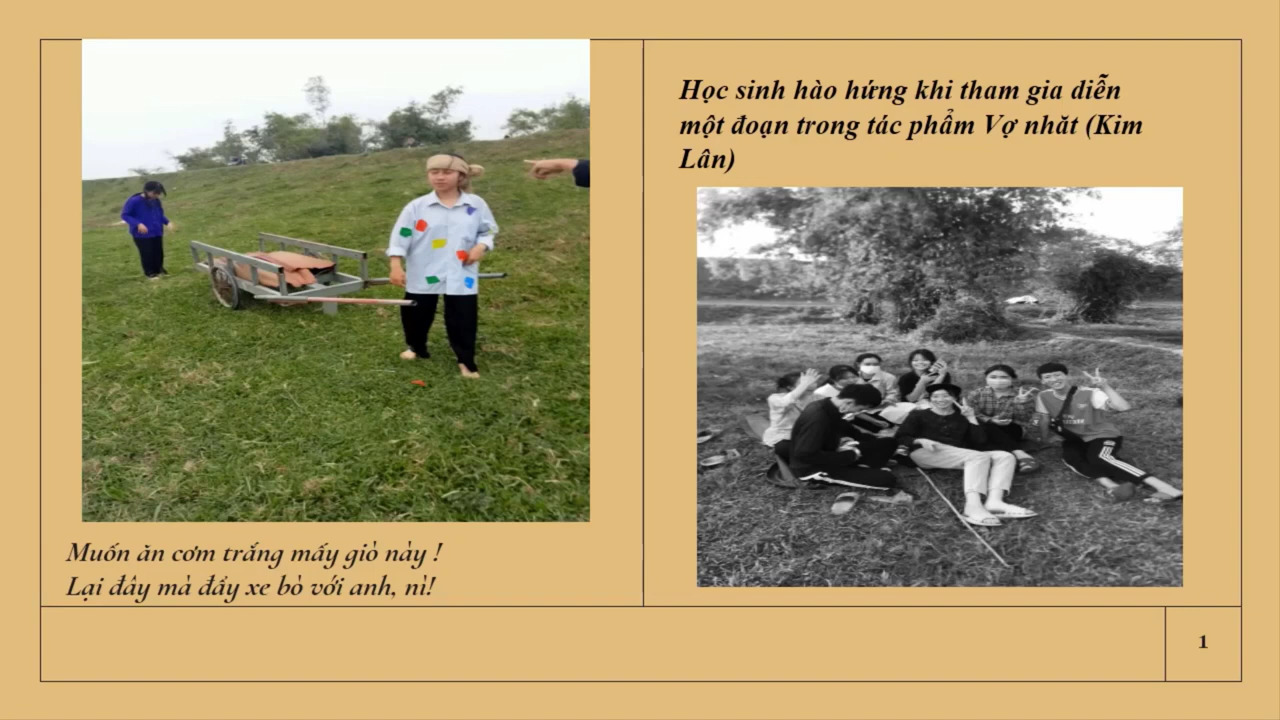 Học sinh hào hứng khi tham gia diễn
một đoạn trong tác phẩm Vợ nhăt (Kim
Lân)
Muốn ăn cơm trắng mấy giò này !
Lại đây mà đẩy xe bò với anh, nì!
1